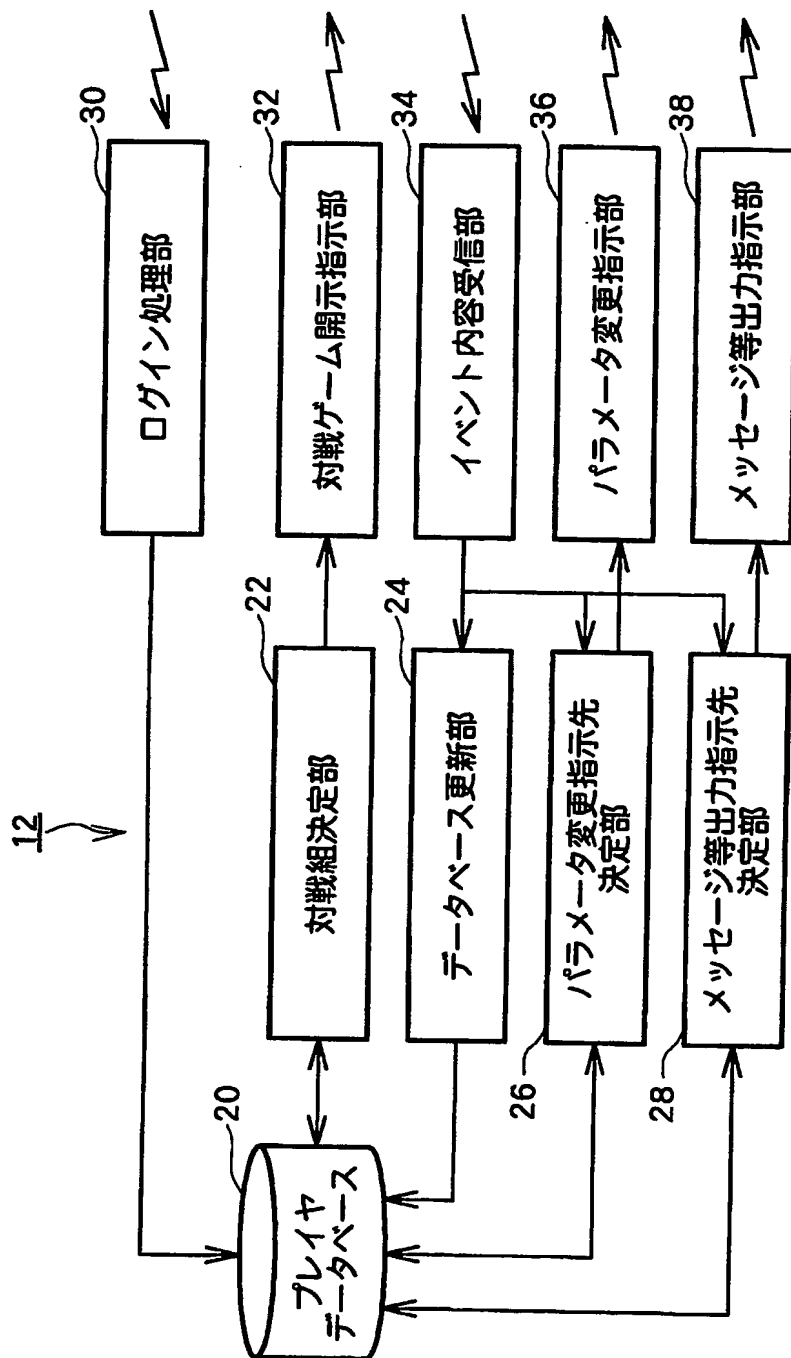 12
30
ログイン処理部
20
プレイヤ
データベース
22
対戦組決定部
32
対戦ゲーム開示指示部
24
データベース更新部
34
イベント内容受信部
26
パラメータ変更指示先
決定部
36
パラメータ変更指示部
28
メッセージ等出力指示先
決定部
38
メッセージ等出力指示部